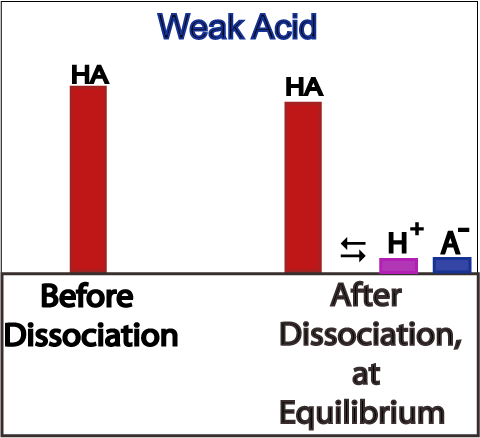 Weak Acid
HA
HA
⇄ H⁺ A⁻
Before
Dissociation
After
Dissociation,
at
Equilibrium